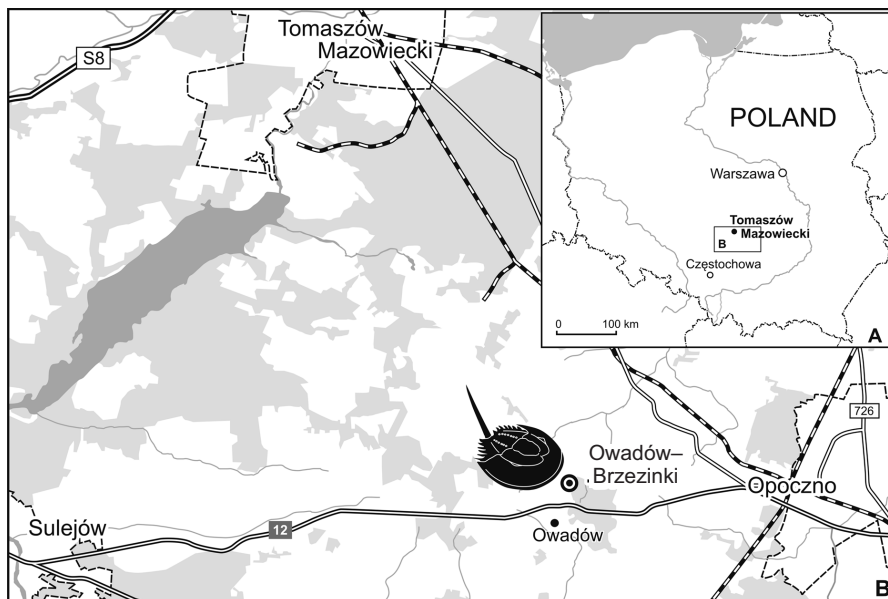 Tomaszów
Mazowiecki
S8
POLAND
Warszawa
Tomaszów
Mazowiecki
B
Częstochowa
0 100 km
A
726
Owadów–
Brzezinki
Opoczno
12
Sulejów
Owadów
B